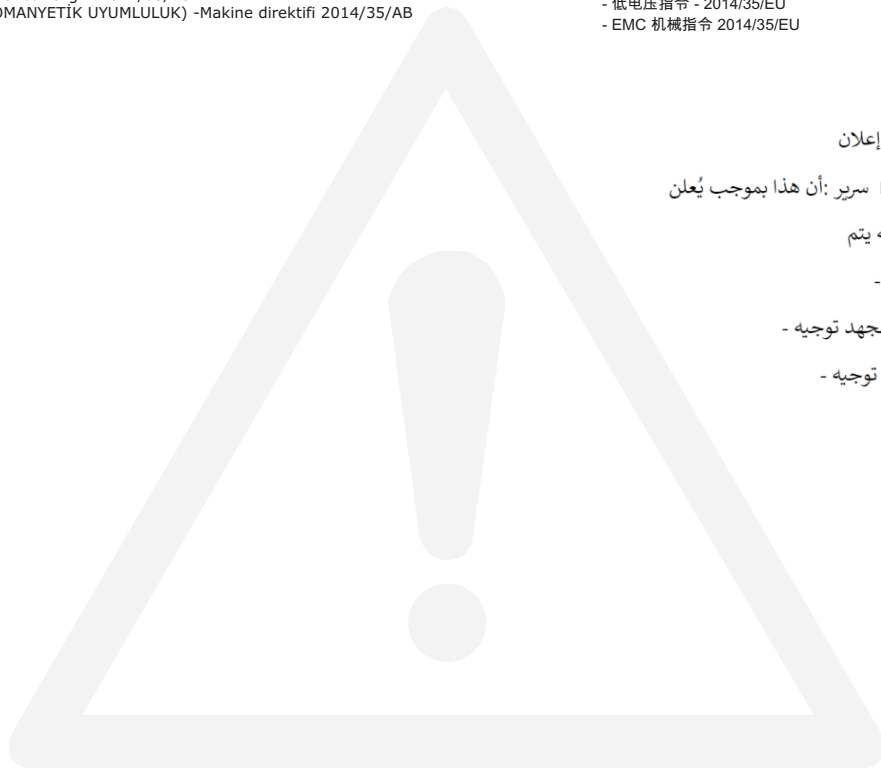 OMANYETİK UYUMLULUK) -Makine direktifi 2014/35/AB
- 低电压指令 - 2014/35/EU
- EMC 机械指令 2014/35/EU
إعلان
سرير :أن هذا بموجب يُعلن
يتم
-
توجيه -
توجيه -